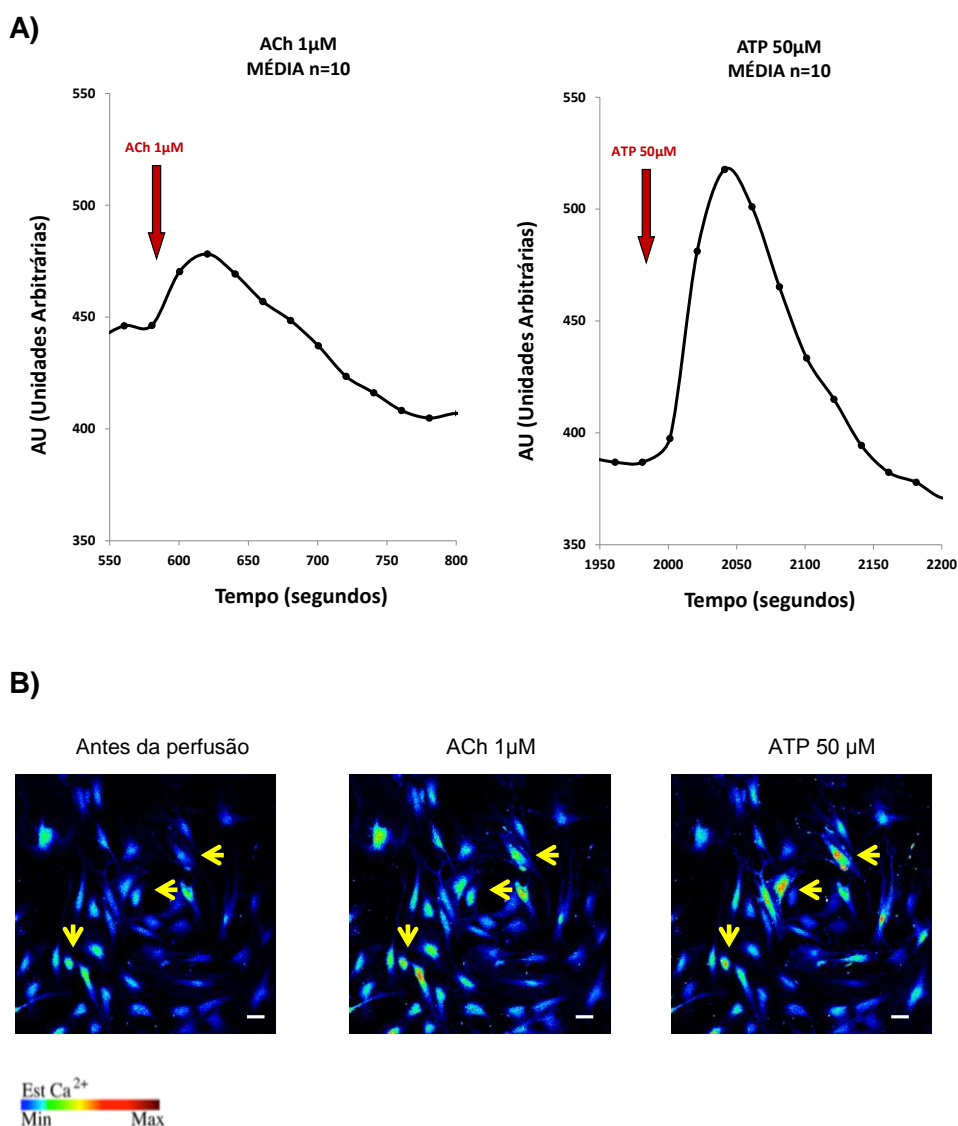 A)
ACh 1µM
MÉDIA n=10
550
500
450
400
350
ACh 1µM
AU (Unidades Arbitrárias)
550
600
650
700
750
800
Tempo (segundos)
ATP 50µM
MÉDIA n=10
550
500
450
400
350
ATP 50µM
AU (Unidades Arbitrárias)
1950
2000
2050
2100
2150
2200
Tempo (segundos)
B)
Antes da perfusão
ACh 1µM
ATP 50 µM
Est Ca²⁺
Min Max